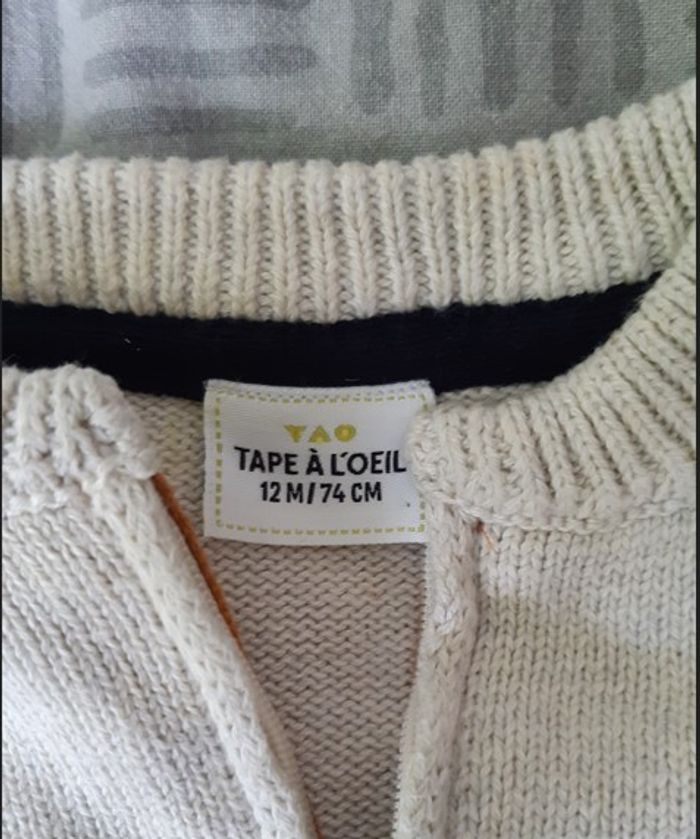 TAO
TAPE À L'OEIL
12 M/74 CM